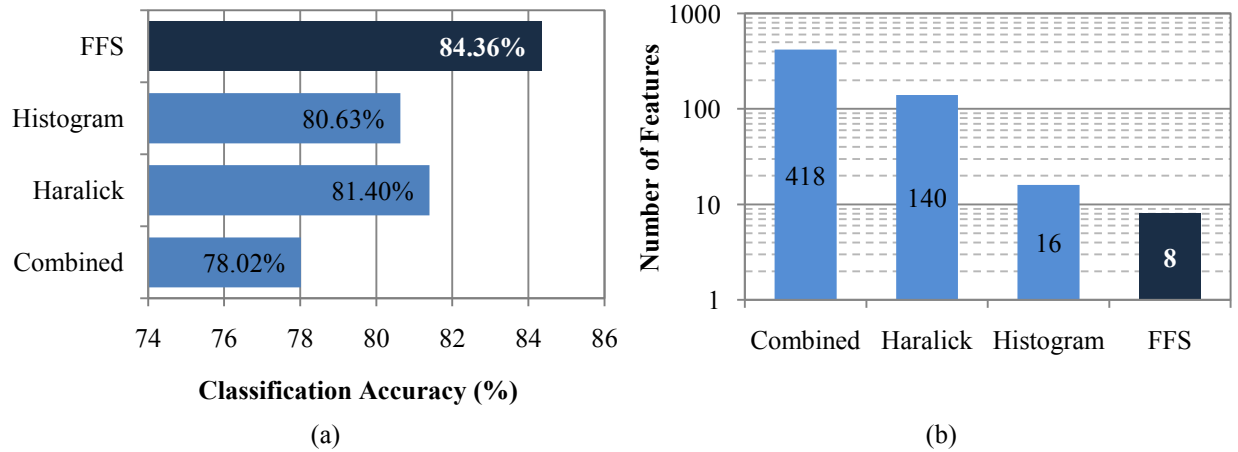 FFS
84.36%
Histogram
80.63%
Haralick
81.40%
Combined
78.02%
74 76 78 80 82 84 86
Classification Accuracy (%)
(a)
Number of Features
1000
100
10
1
418
140
16
8
Combined Haralick Histogram FFS
(b)